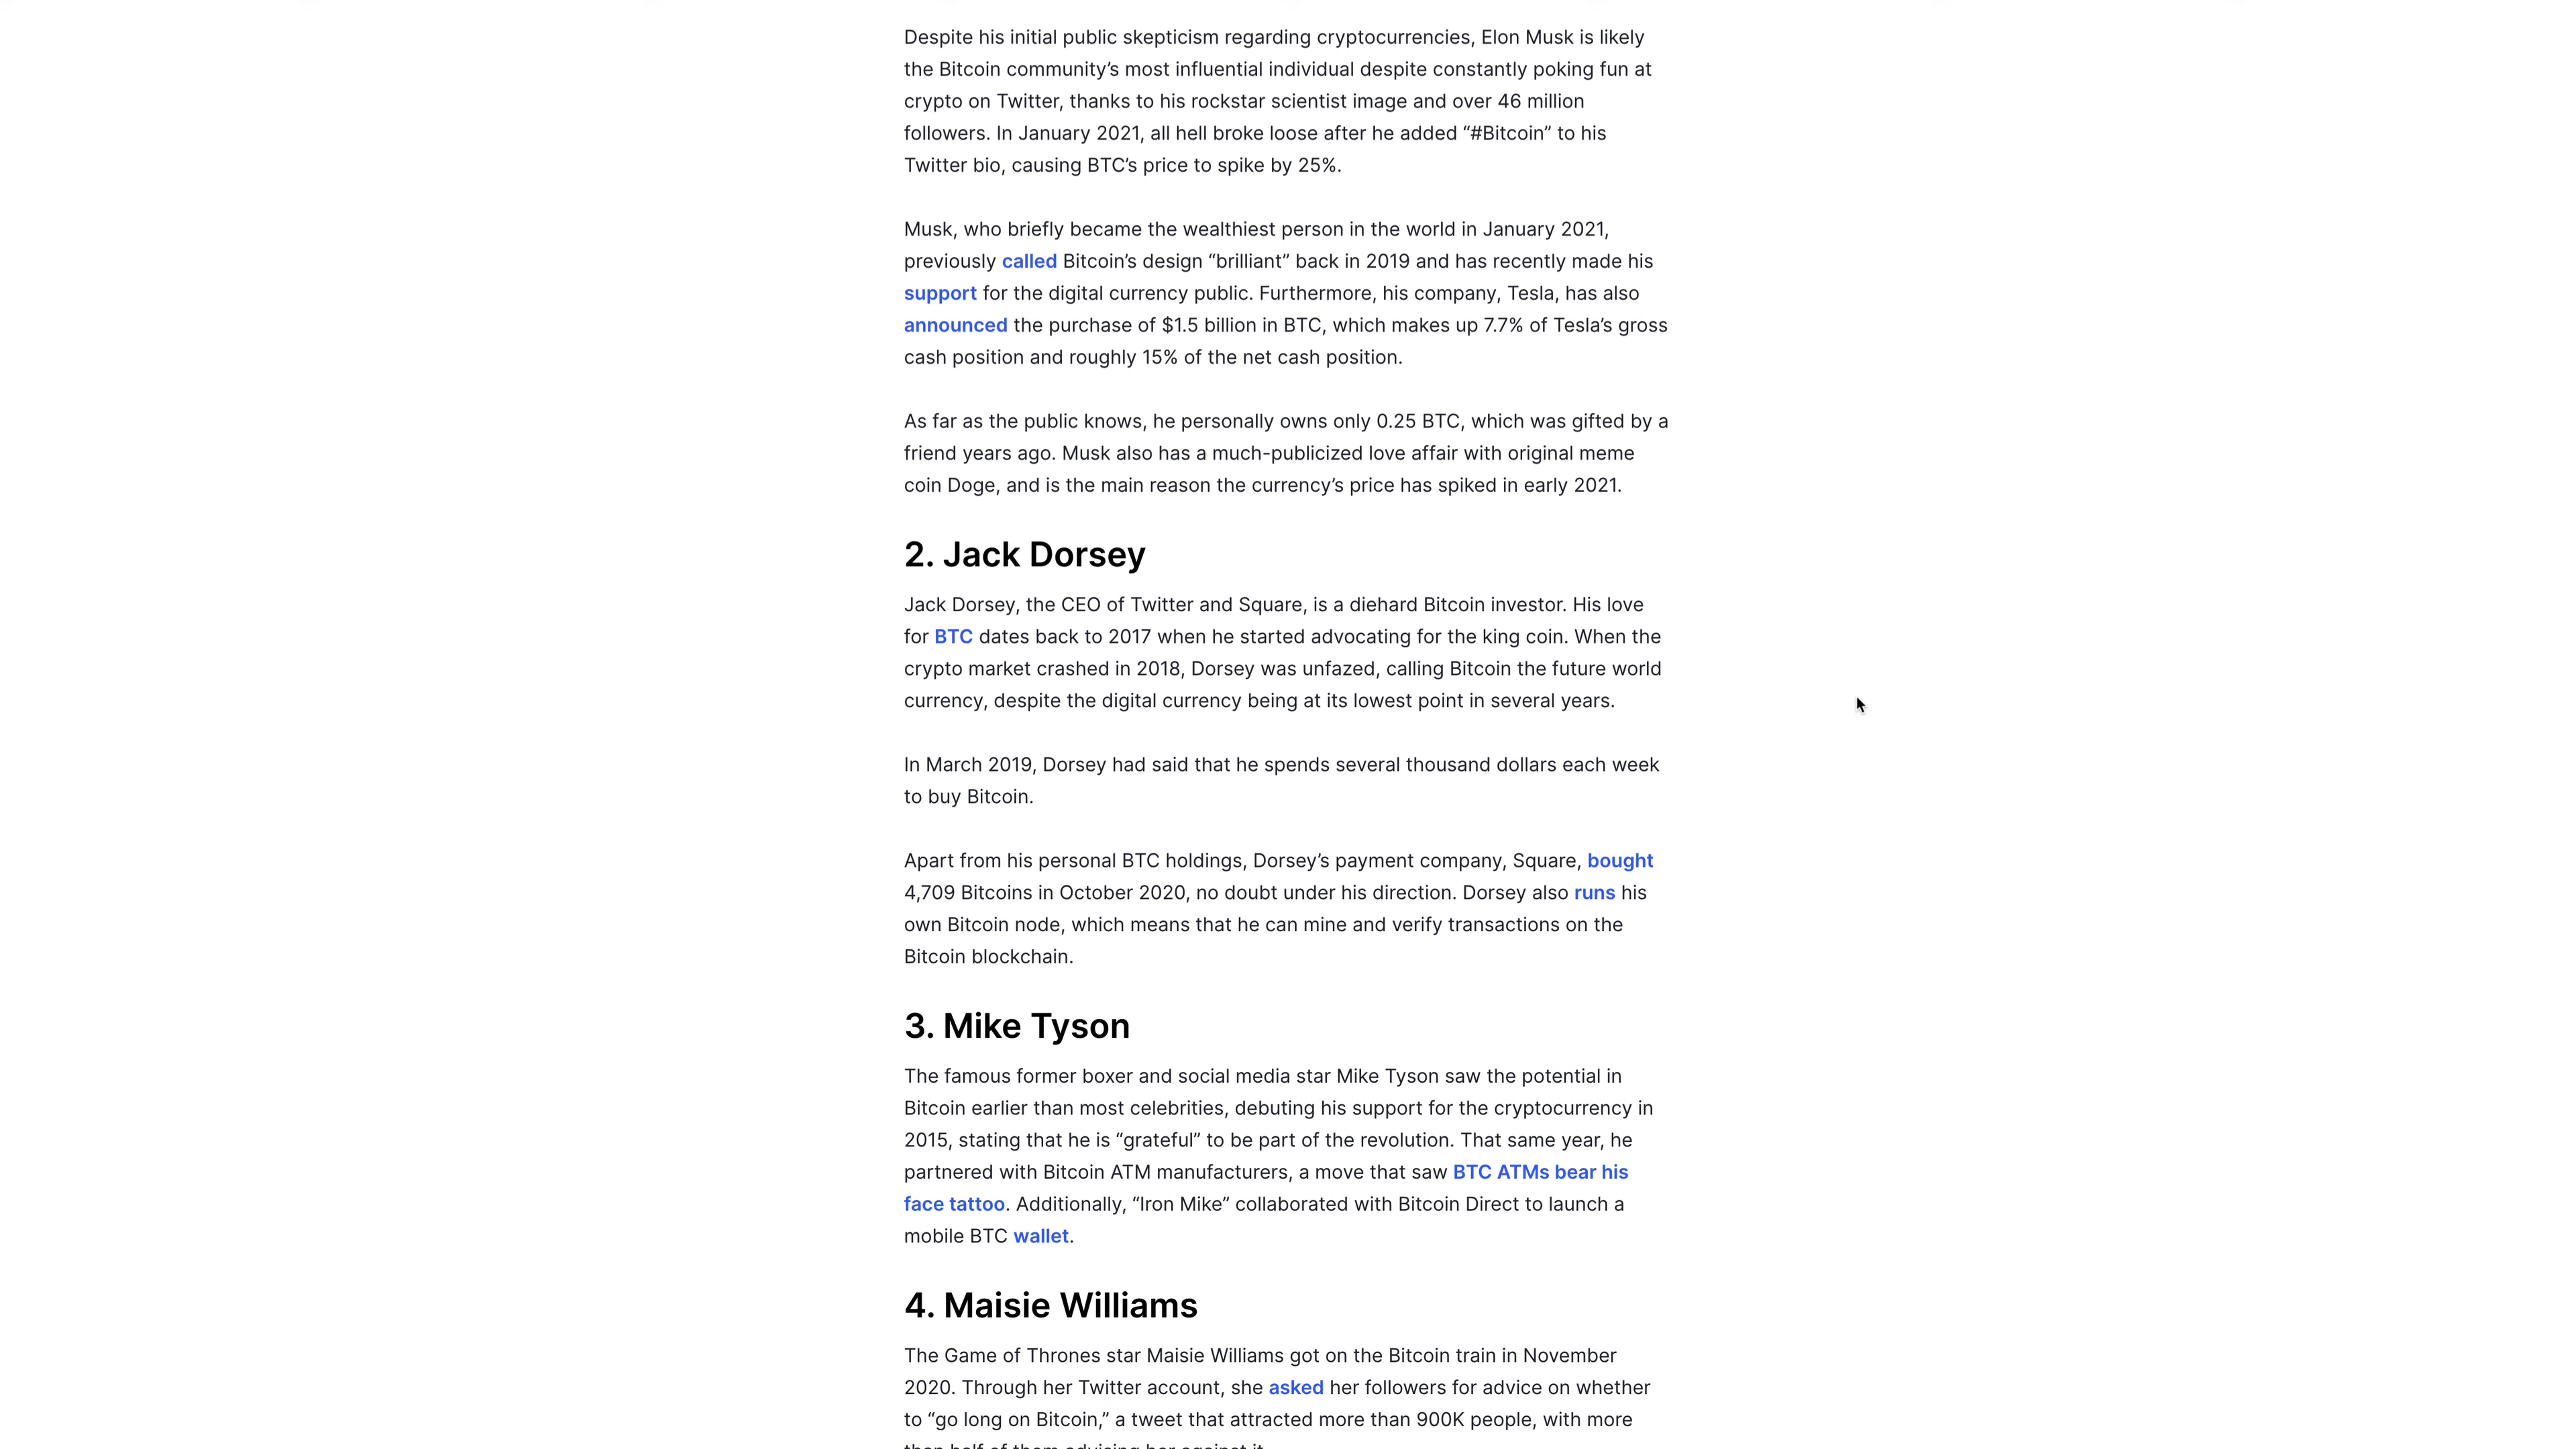 Despite his initial public skepticism regarding cryptocurrencies, Elon Musk is likely
the Bitcoin community’s most influential individual despite constantly poking fun at
crypto on Twitter, thanks to his rockstar scientist image and over 46 million
followers. In January 2021, all hell broke loose after he added “#Bitcoin” to his
Twitter bio, causing BTC’s price to spike by 25%.
Musk, who briefly became the wealthiest person in the world in January 2021,
previously called Bitcoin’s design “brilliant” back in 2019 and has recently made his
support for the digital currency public. Furthermore, his company, Tesla, has also
announced the purchase of $1.5 billion in BTC, which makes up 7.7% of Tesla’s gross
cash position and roughly 15% of the net cash position.
As far as the public knows, he personally owns only 0.25 BTC, which was gifted by a
friend years ago. Musk also has a much-publicized love affair with original meme
coin Doge, and is the main reason the currency’s price has spiked in early 2021.
2. Jack Dorsey
Jack Dorsey, the CEO of Twitter and Square, is a diehard Bitcoin investor. His love
for BTC dates back to 2017 when he started advocating for the king coin. When the
crypto market crashed in 2018, Dorsey was unfazed, calling Bitcoin the future world
currency, despite the digital currency being at its lowest point in several years.
In March 2019, Dorsey had said that he spends several thousand dollars each week
to buy Bitcoin.
Apart from his personal BTC holdings, Dorsey’s payment company, Square, bought
4,709 Bitcoins in October 2020, no doubt under his direction. Dorsey also runs his
own Bitcoin node, which means that he can mine and verify transactions on the
Bitcoin blockchain.
3. Mike Tyson
The famous former boxer and social media star Mike Tyson saw the potential in
Bitcoin earlier than most celebrities, debuting his support for the cryptocurrency in
2015, stating that he is “grateful” to be part of the revolution. That same year, he
partnered with Bitcoin ATM manufacturers, a move that saw BTC ATMs bear his
face tattoo. Additionally, “Iron Mike” collaborated with Bitcoin Direct to launch a
mobile BTC wallet.
4. Maisie Williams
The Game of Thrones star Maisie Williams got on the Bitcoin train in November
2020. Through her Twitter account, she asked her followers for advice on whether
to “go long on Bitcoin,” a tweet that attracted more than 900K people, with more
than half of them advising her against it.